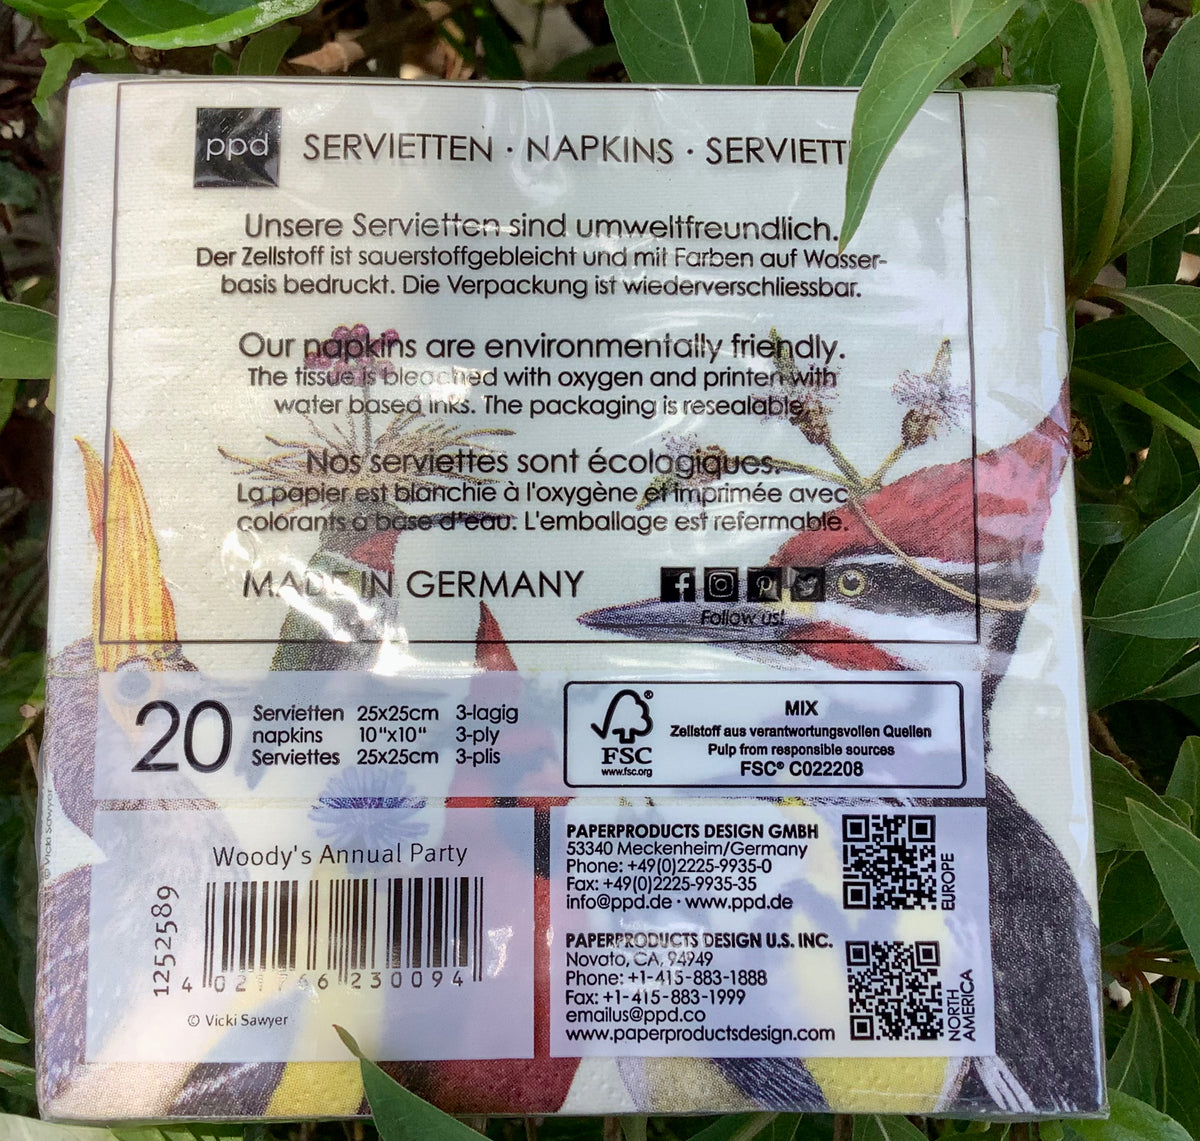 ppd SERVIETTEN · NAPKINS · SERVIETT
Unsere Servietten sind umweltfreundlich.
Der Zellstoff ist sauerstoffgebleicht und mit Farben auf Wasser-
basis bedruckt. Die Verpackung ist wiederverschliessbar.
Our napkins are environmentally friendly.
The tissue is bleached with oxygen and printen with
water based inks. The packaging is resealable.
Nos serviettes sont écologiques.
La papier est blanchie à l'oxygène et imprimée avec
colorants a base d'eau. L'emballage est refermable.
MADE IN GERMANY
Follow us!
20
Servietten 25x25cm 3-lagig
napkins 10"x10" 3-ply
Serviettes 25x25cm 3-plis
FSC®
www.fsc.org
MIX
Zellstoff aus verantwortungsvollen Quellen
Pulp from responsible sources
FSC® C022208
© Vicki Sawyer
Woody's Annual Party
1252589
4 021766 230094
© Vicki Sawyer
PAPERPRODUCTS DESIGN GMBH
53340 Meckenheim/Germany
Phone: +49(0)2225-9935-0
Fax: +49(0)2225-9935-35
info@ppd.de · www.ppd.de
EUROPE
PAPERPRODUCTS DESIGN U.S. INC.
Novato, CA, 94949
Phone: +1-415-883-1888
Fax: +1-415-883-1999
emailus@ppd.co
www.paperproductsdesign.com
NORTH
AMERICA